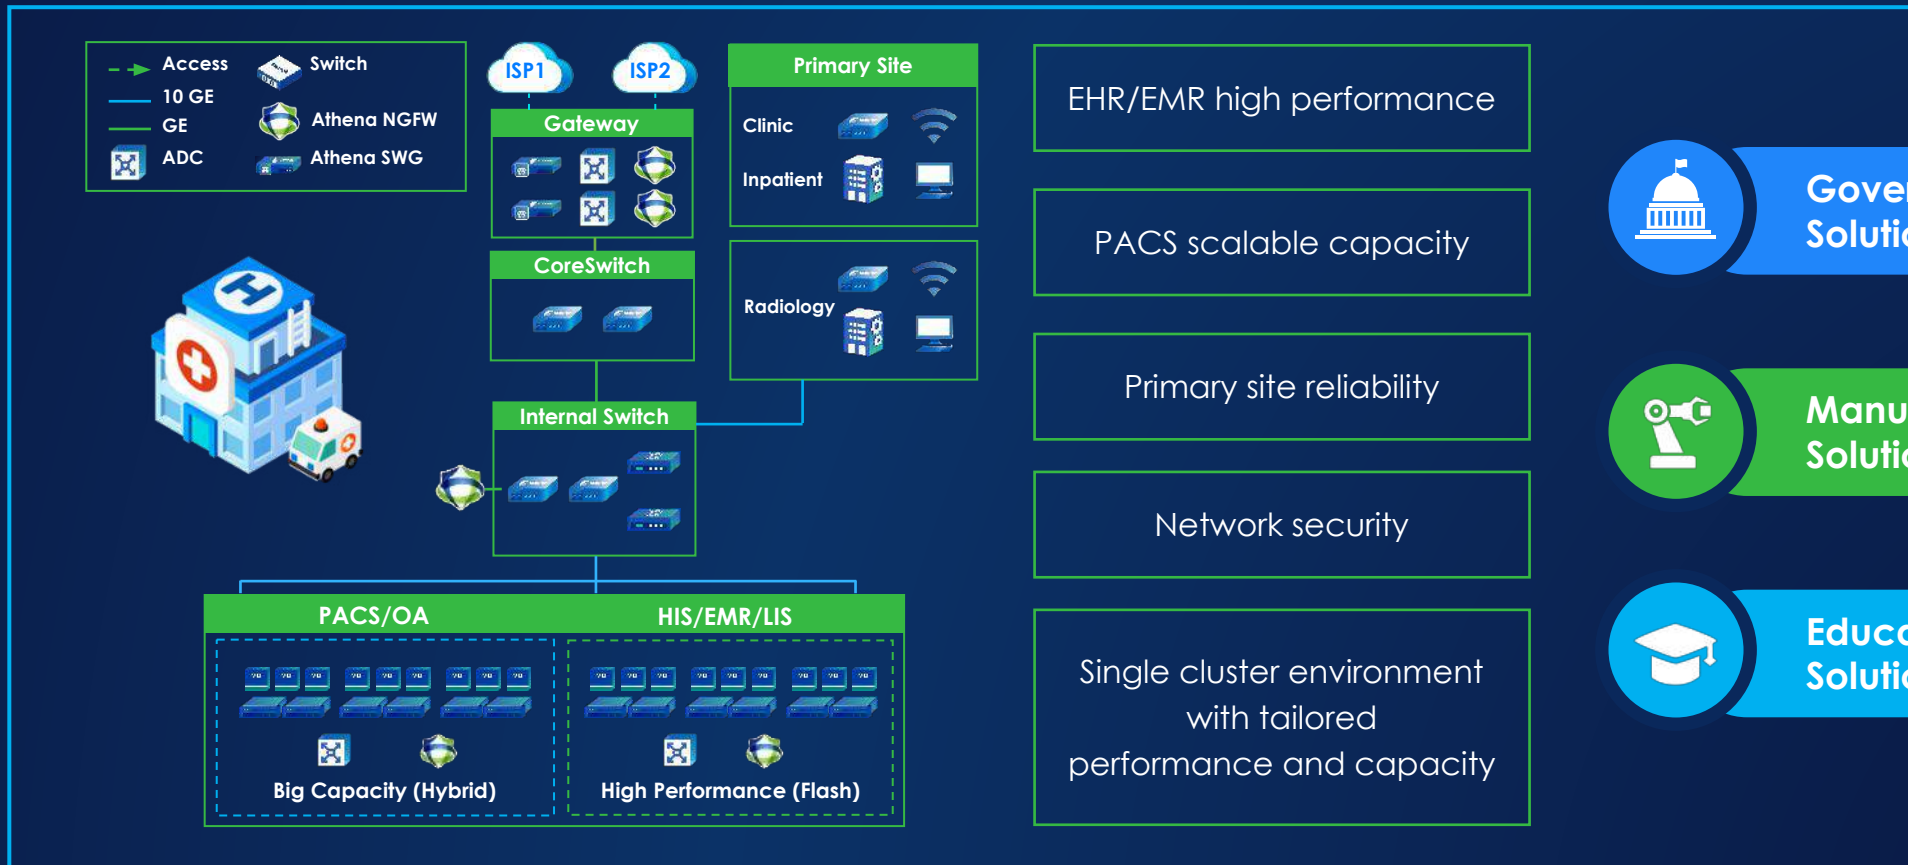 Access
Switch
10 GE
GE
Athena NGFW
ADC
Athena SWG
ISP1
ISP2
Gateway
CoreSwitch
Internal Switch
Primary Site
Clinic
Inpatient
Radiology
PACS/OA
HIS/EMR/LIS
Big Capacity (Hybrid)
High Performance (Flash)
EHR/EMR high performance
PACS scalable capacity
Primary site reliability
Network security
Single cluster environment
with tailored
performance and capacity